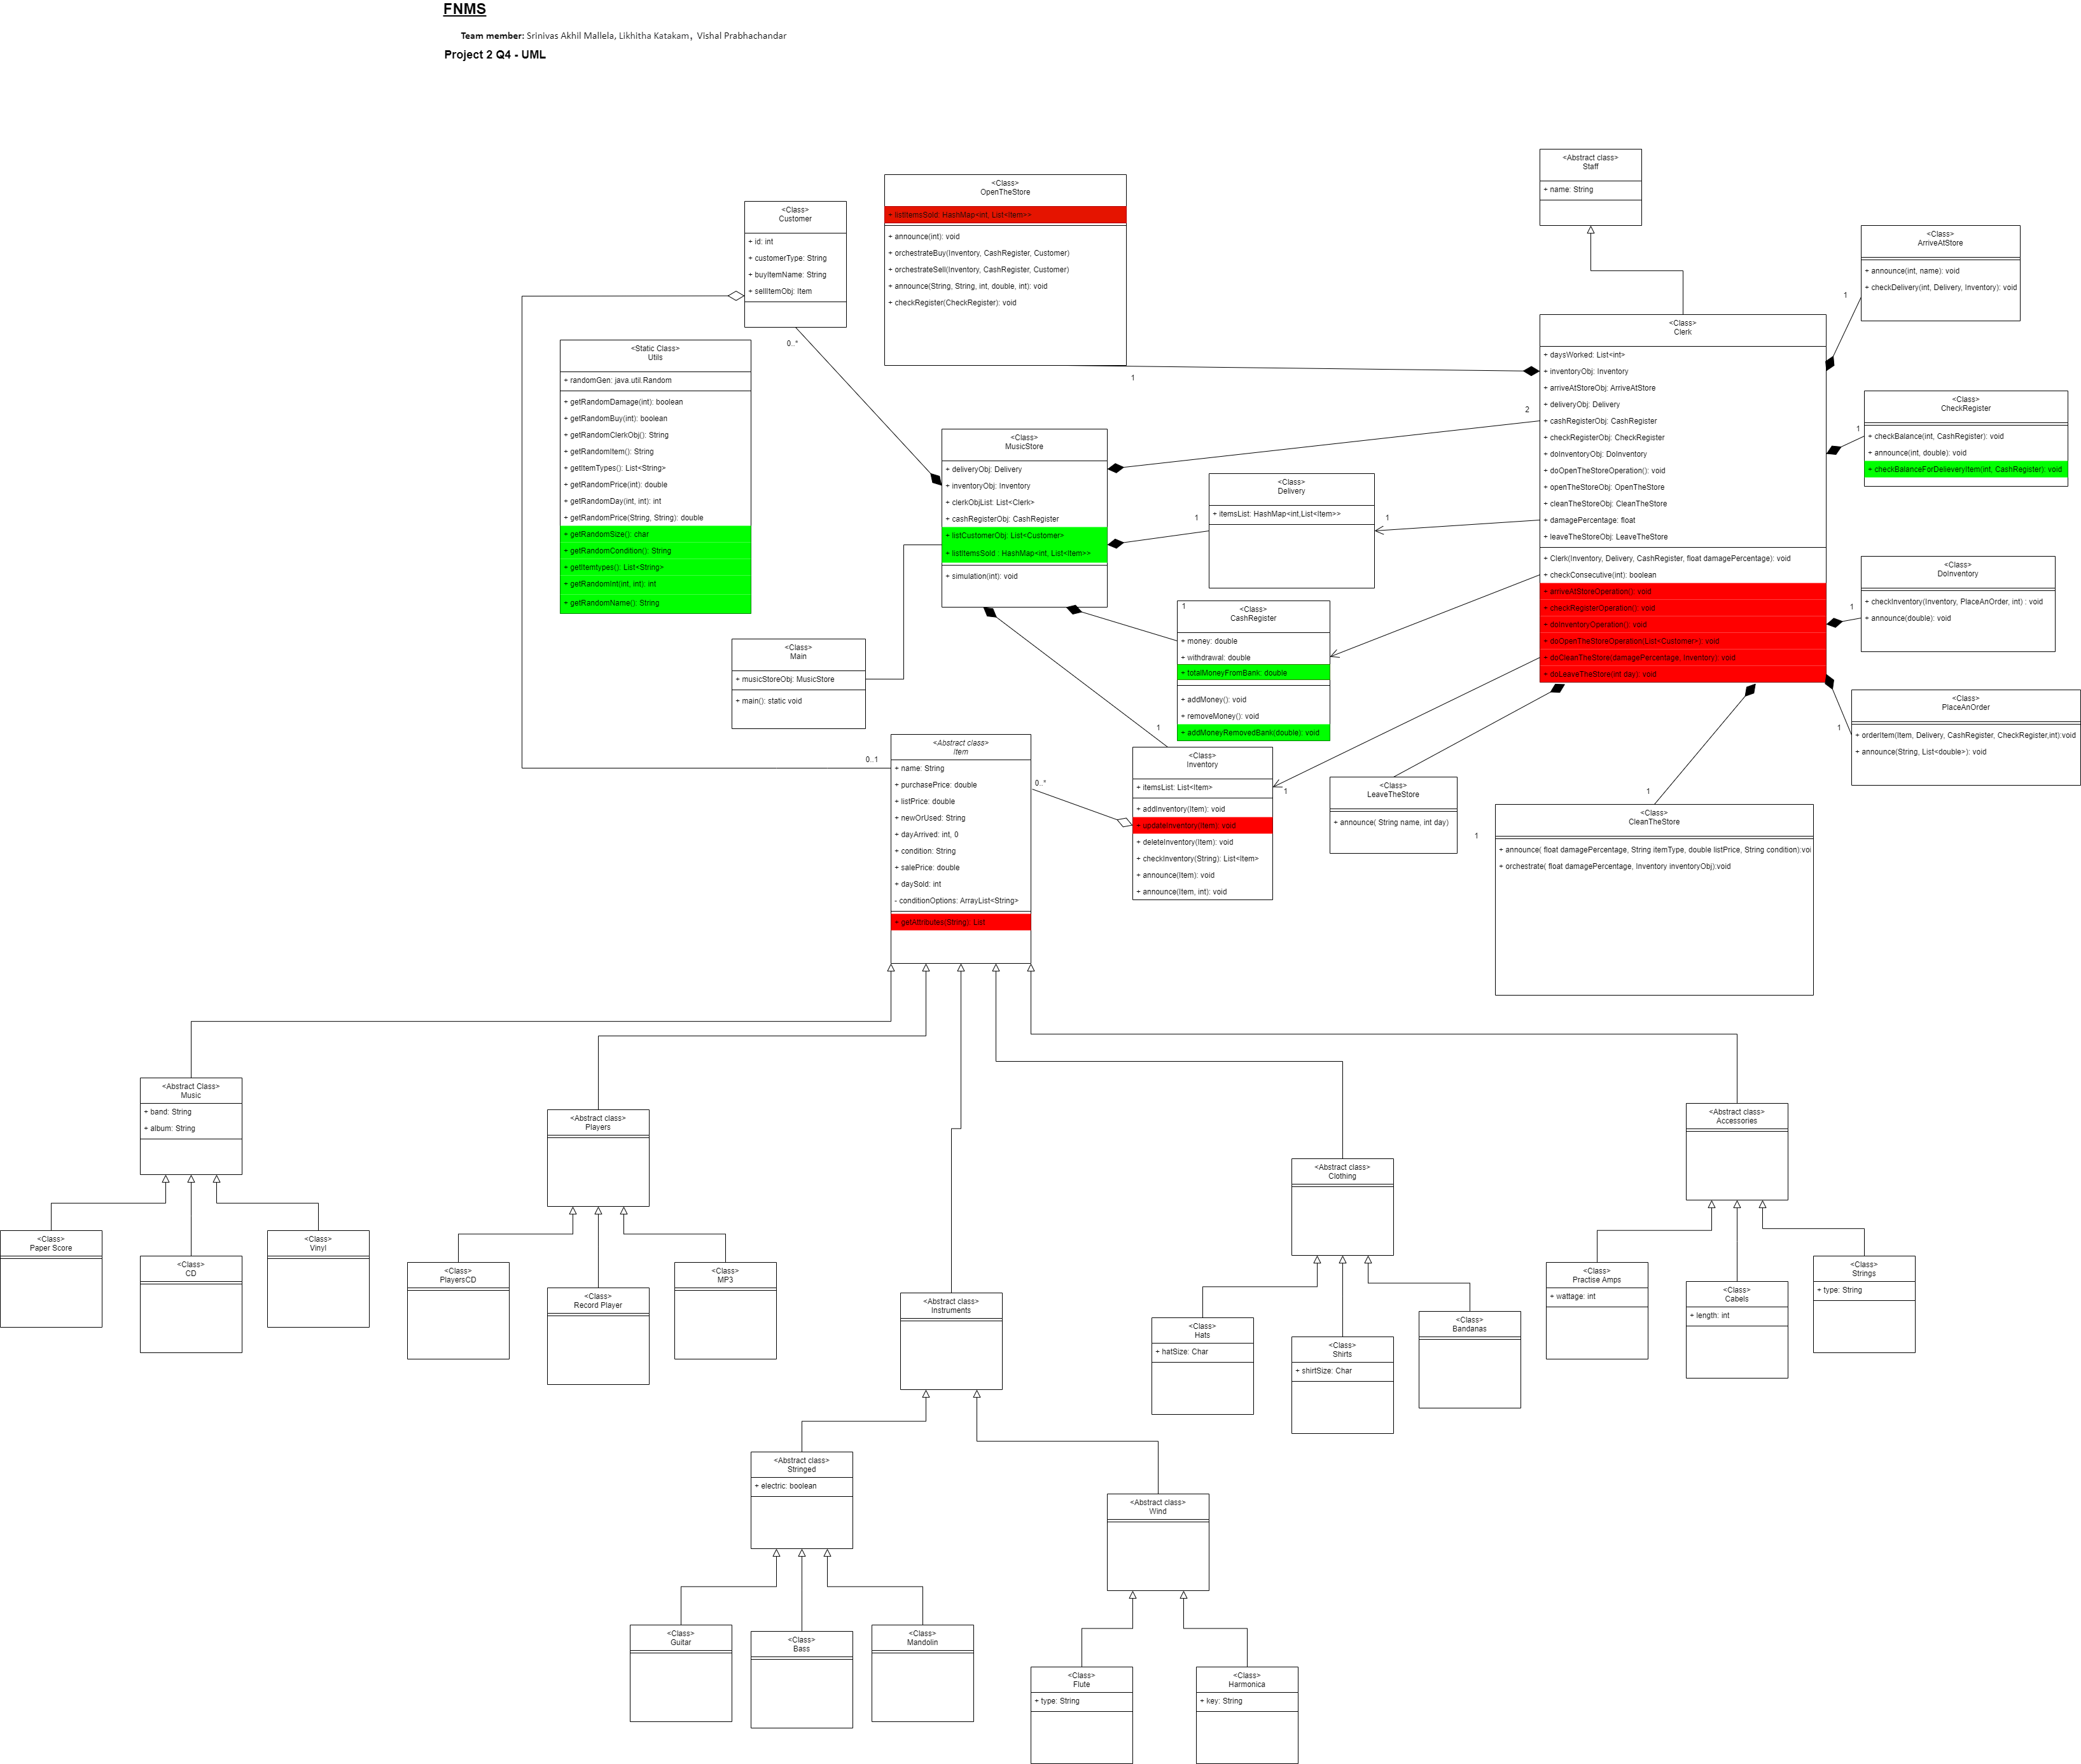 FNMS
Team member: Srinivas Akhil Mallela, Likhitha Katakam, Vishal Prabhachandar
Project 2 Q4 - UML
<Abstract class>
Staff
+ name: String
<Class>
OpenTheStore
+ listItemsSold: HashMap<int, List<Item>>
+ announce(int): void
+ orchestrateBuy(Inventory, CashRegister, Customer)
+ orchestrateSell(Inventory, CashRegister, Customer)
+ announce(String, String, int, double, int): void
+ checkRegister(CheckRegister): void
1
<Class>
Customer
+ id: int
+ customerType: String
+ buyItemName: String
+ sellItemObj: Item
0..*
<Class>
ArriveAtStore
+ announce(int, name): void
+ checkDelivery(int, Delivery, Inventory): void
1
<Class>
Clerk
+ daysWorked: List<int>
+ inventoryObj: Inventory
+ arriveAtStoreObj: ArriveAtStore
+ deliveryObj: Delivery
+ cashRegisterObj: CashRegister
+ checkRegisterObj: CheckRegister
+ doInventoryObj: DoInventory
+ doOpenTheStoreOperation(): void
+ openTheStoreObj: OpenTheStore
+ cleanTheStoreObj: CleanTheStore
+ damagePercentage: float
+ leaveTheStoreObj: LeaveTheStore
+ Clerk(Inventory, Delivery, CashRegister, float damagePercentage): void
+ checkConsecutive(int): boolean
+ arriveAtStoreOperation(): void
+ checkRegisterOperation(): void
+ doInventoryOperation(): void
+ doOpenTheStoreOperation(List<Customer>): void
+ doCleanTheStore(damagePercentage, Inventory): void
+ doLeaveTheStore(int day): void
<Static Class>
Utils
+ randomGen: java.util.Random
+ getRandomDamage(int): boolean
+ getRandomBuy(int): boolean
+ getRandomClerkObj(): String
+ getRandomItem(): String
+ getItemTypes(): List<String>
+ getRandomPrice(int): double
+ getRandomDay(int, int): int
+ getRandomPrice(String, String): double
+ getRandomSize(): char
+ getRandomCondition(): String
+ getItemtypes(): List<String>
+ getRandomInt(int, int): int
+ getRandomName(): String
<Class>
CheckRegister
+ checkBalance(int, CashRegister): void
+ announce(int, double): void
+ checkBalanceForDelieveryItem(int, CashRegister): void
1
2
<Class>
MusicStore
+ deliveryObj: Delivery
+ inventoryObj: Inventory
+ clerkObjList: List<Clerk>
+ cashRegisterObj: CashRegister
+ listCustomerObj: List<Customer>
+ listItemsSold : HashMap<int, List<Item>>
+ simulation(int): void
<Class>
Delivery
+ itemsList: HashMap<int,List<Item>>
1
1
<Class>
DoInventory
+ checkInventory(Inventory, PlaceAnOrder, int) : void
+ announce(double): void
1
1
<Class>
CashRegister
+ money: double
+ withdrawal: double
+ totalMoneyFromBank: double
+ addMoney(): void
+ removeMoney(): void
+ addMoneyRemovedBank(double): void
<Class>
Main
+ musicStoreObj: MusicStore
+ main(): static void
<Class>
PlaceAnOrder
+ orderItem(Item, Delivery, CashRegister, CheckRegister,int):void
+ announce(String, List<double>): void
1
<Abstract class>
Item
+ name: String
+ purchasePrice: double
+ listPrice: double
+ newOrUsed: String
+ dayArrived: int, 0
+ condition: String
+ salePrice: double
+ daySold: int
- conditionOptions: ArrayList<String>
+ getAttributes(String): List
0..1
0..*
1
<Class>
Inventory
+ itemsList: List<Item>
+ addInventory(Item): void
+ updateInventory(Item): void
+ deleteInventory(Item): void
+ checkInventory(String): List<Item>
+ announce(Item): void
+ announce(Item, int): void
1
<Class>
LeaveTheStore
+ announce( String name, int day)
1
1
<Class>
CleanTheStore
+ announce( float damagePercentage, String itemType, double listPrice, String condition):voi
+ orchestrate( float damagePercentage, Inventory inventoryObj):void
<Abstract Class>
Music
+ band: String
+ album: String
<Abstract class>
Players
<Abstract class>
Accessories
<Abstract class>
Clothing
<Class>
Paper Score
<Class>
CD
<Class>
Vinyl
<Class>
PlayersCD
<Class>
Record Player
<Class>
MP3
<Abstract class>
Instruments
<Class>
Hats
+ hatSize: Char
<Class>
Shirts
+ shirtSize: Char
<Class>
Bandanas
<Class>
Practise Amps
+ wattage: int
<Class>
Cabels
+ length: int
<Class>
Strings
+ type: String
<Abstract class>
Stringed
+ electric: boolean
<Abstract class>
Wind
<Class>
Guitar
<Class>
Bass
<Class>
Mandolin
<Class>
Flute
+ type: String
<Class>
Harmonica
+ key: String